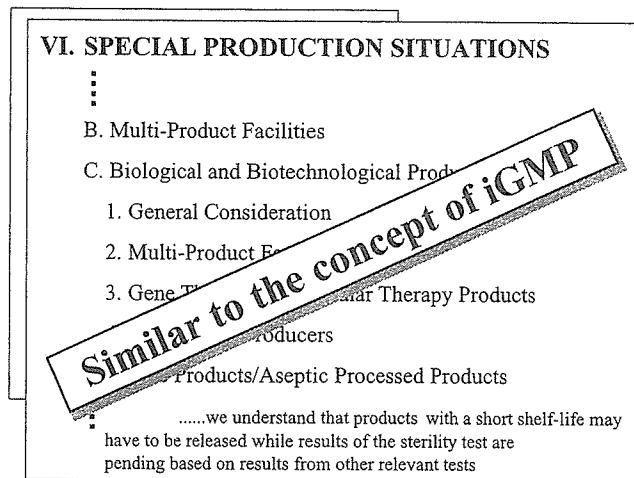 VI. SPECIAL PRODUCTION SITUATIONS
B. Multi-Product Facilities
C. Biological and Biotechnological
1. General Consideration
2. Multi-Product
3. Gene Therapy Products
Products/Aseptic Processed Products
Similar to the concept of iGMP
......we understand that products with a short shelf-life may
have to be released while results of the sterility test are
pending based on results from other relevant tests